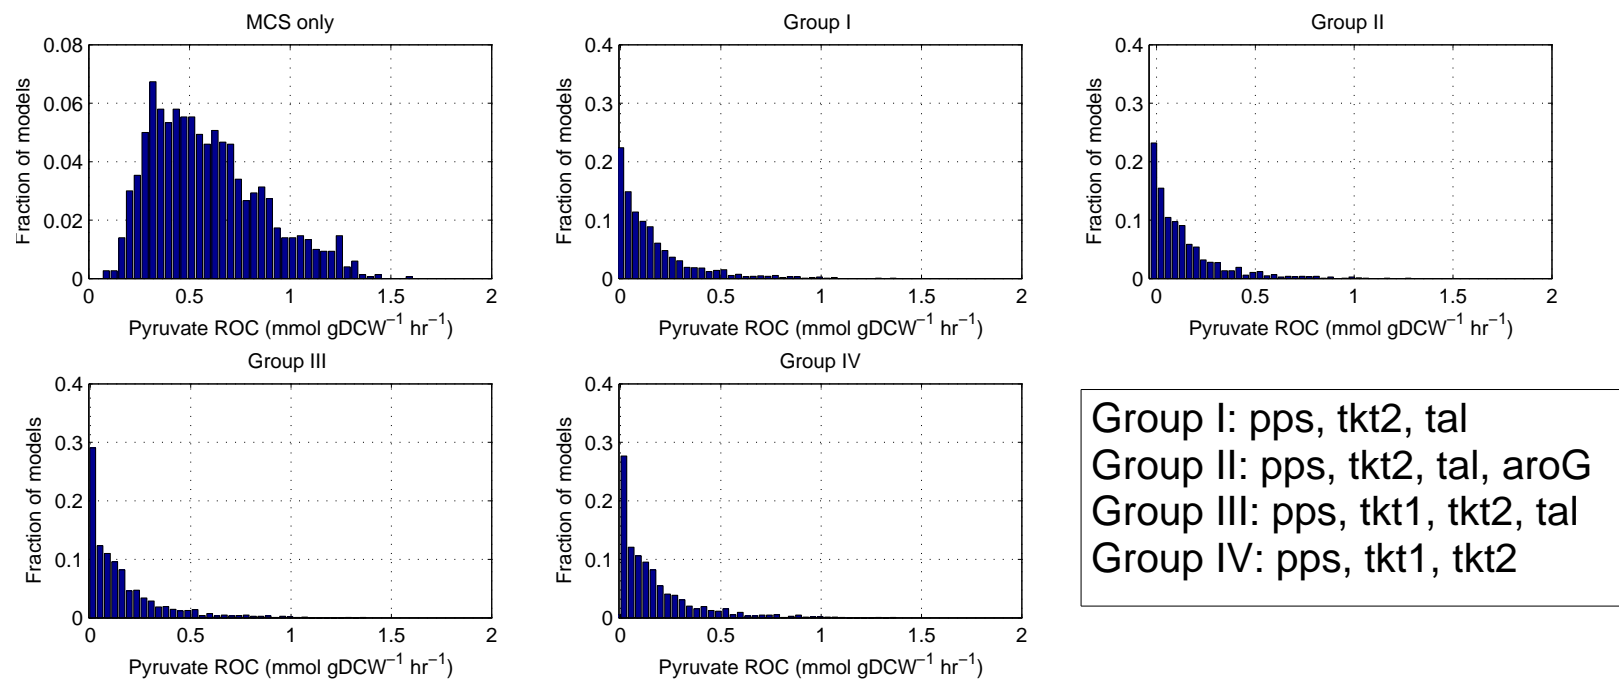 MCS only
0.08
0.06
0.04
0.02
0
Fraction of models
0 0.5 1 1.5 2
Pyruvate ROC (mmol gDCW⁻¹ hr⁻¹)
Group I
0.4
0.3
0.2
0.1
0
Fraction of models
0 0.5 1 1.5 2
Pyruvate ROC (mmol gDCW⁻¹ hr⁻¹)
Group II
0.4
0.3
0.2
0.1
0
Fraction of models
0 0.5 1 1.5 2
Pyruvate ROC (mmol gDCW⁻¹ hr⁻¹)
Group III
0.4
0.3
0.2
0.1
0
Fraction of models
0 0.5 1 1.5 2
Pyruvate ROC (mmol gDCW⁻¹ hr⁻¹)
Group IV
0.4
0.3
0.2
0.1
0
Fraction of models
0 0.5 1 1.5 2
Pyruvate ROC (mmol gDCW⁻¹ hr⁻¹)
Group I: pps, tkt2, tal
Group II: pps, tkt2, tal, aroG
Group III: pps, tkt1, tkt2, tal
Group IV: pps, tkt1, tkt2